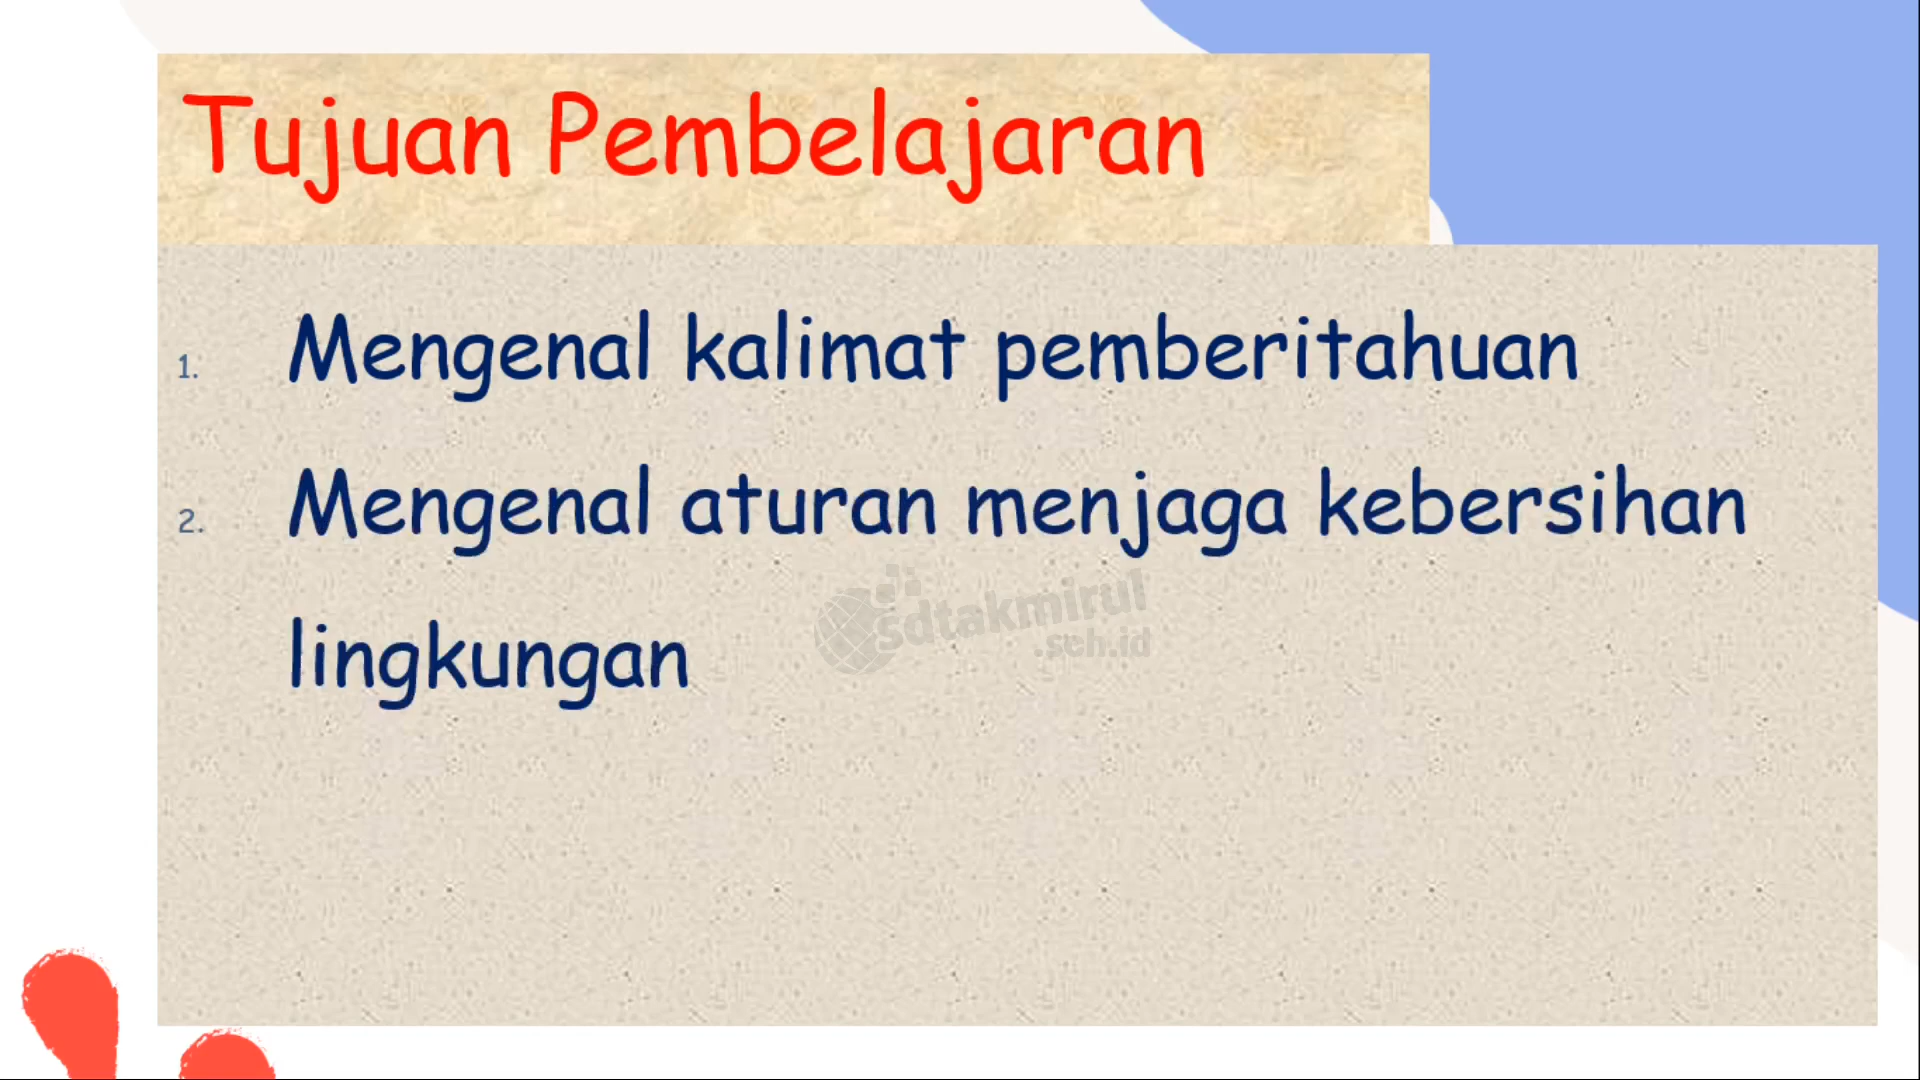 Tujuan Pembelajaran
1. Mengenal kalimat pemberitahuan
2. Mengenal aturan menjaga kebersihan
lingkungan
sdtakmirul
.sch.id